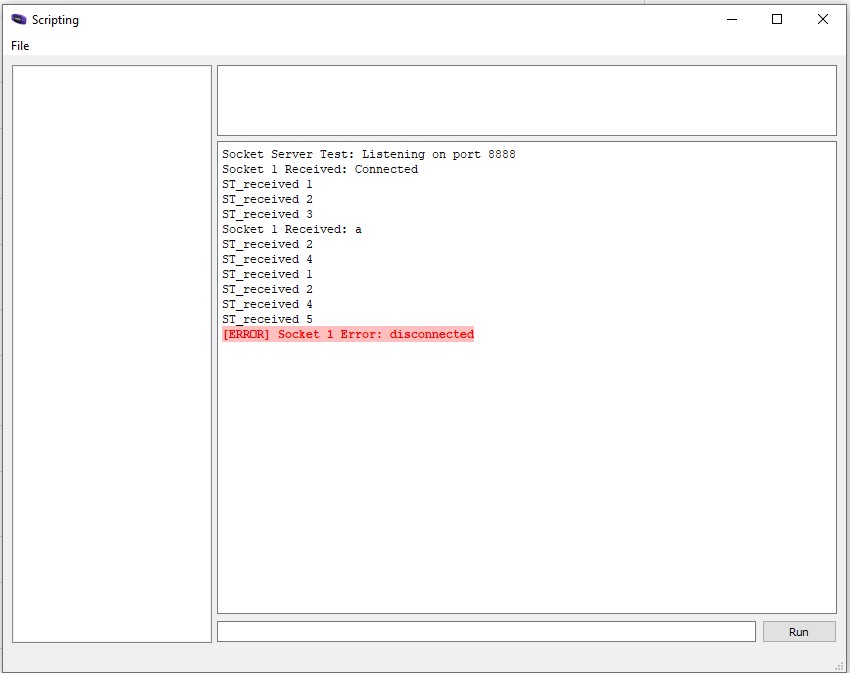 Scripting
File
Socket Server Test: Listening on port 8888
Socket 1 Received: Connected
ST_received 1
ST_received 2
ST_received 3
Socket 1 Received: a
ST_received 2
ST_received 4
ST_received 1
ST_received 2
ST_received 4
ST_received 5
[ERROR] Socket 1 Error: disconnected
Run